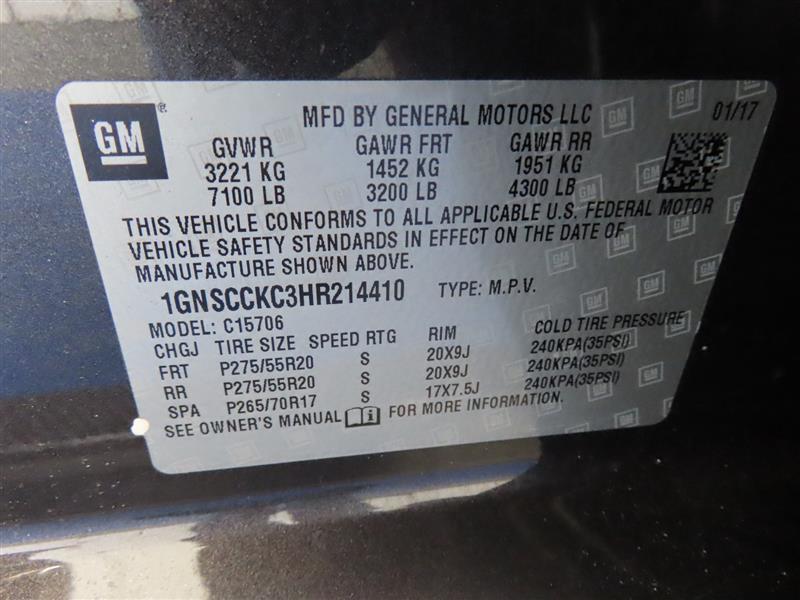 GM® MFD BY GENERAL MOTORS LLC 01/17
GVWR GAWR FRT GAWR RR
3221 KG 1452 KG 1951 KG
7100 LB 3200 LB 4300 LB
THIS VEHICLE CONFORMS TO ALL APPLICABLE U.S. FEDERAL MOTOR
VEHICLE SAFETY STANDARDS IN EFFECT ON THE DATE OF
MANUFACTURE SHOWN ABOVE.
1GNSCCKC3HR214410 TYPE: M.P.V.
MODEL: C15706
CHGJ TIRE SIZE SPEED RTG RIM COLD TIRE PRESSURE
FRT P275/55R20 S 20X9J 240KPA(35PSI)
RR P275/55R20 S 20X9J 240KPA(35PSI)
SPA P265/70R17 S 17X7.5J 240KPA(35PSI)
SEE OWNER'S MANUAL FOR MORE INFORMATION.